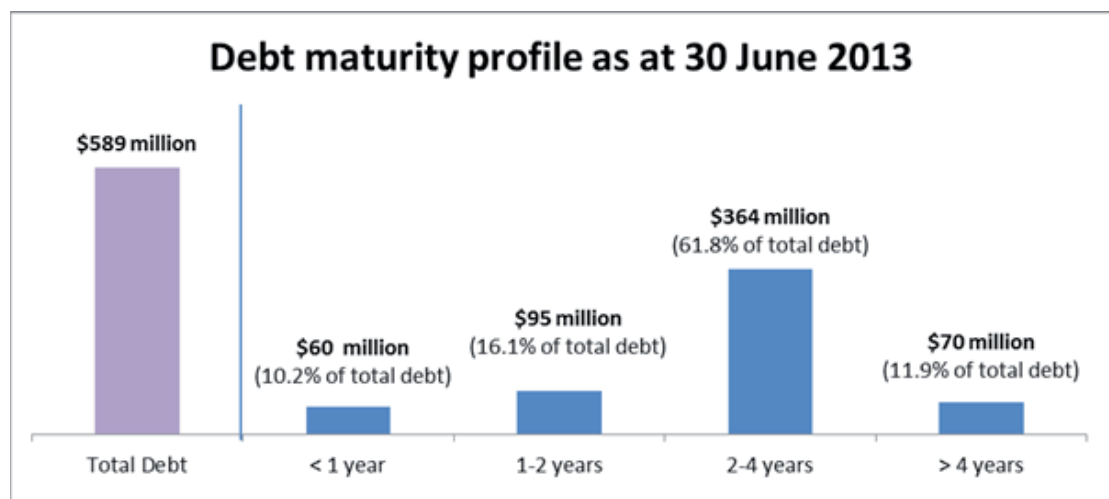 Debt maturity profile as at 30 June 2013
$589 million
$364 million
(61.8% of total debt)
$95 million
(16.1% of total debt)
$60 million
(10.2% of total debt)
$70 million
(11.9% of total debt)
Total Debt
< 1 year
1-2 years
2-4 years
> 4 years